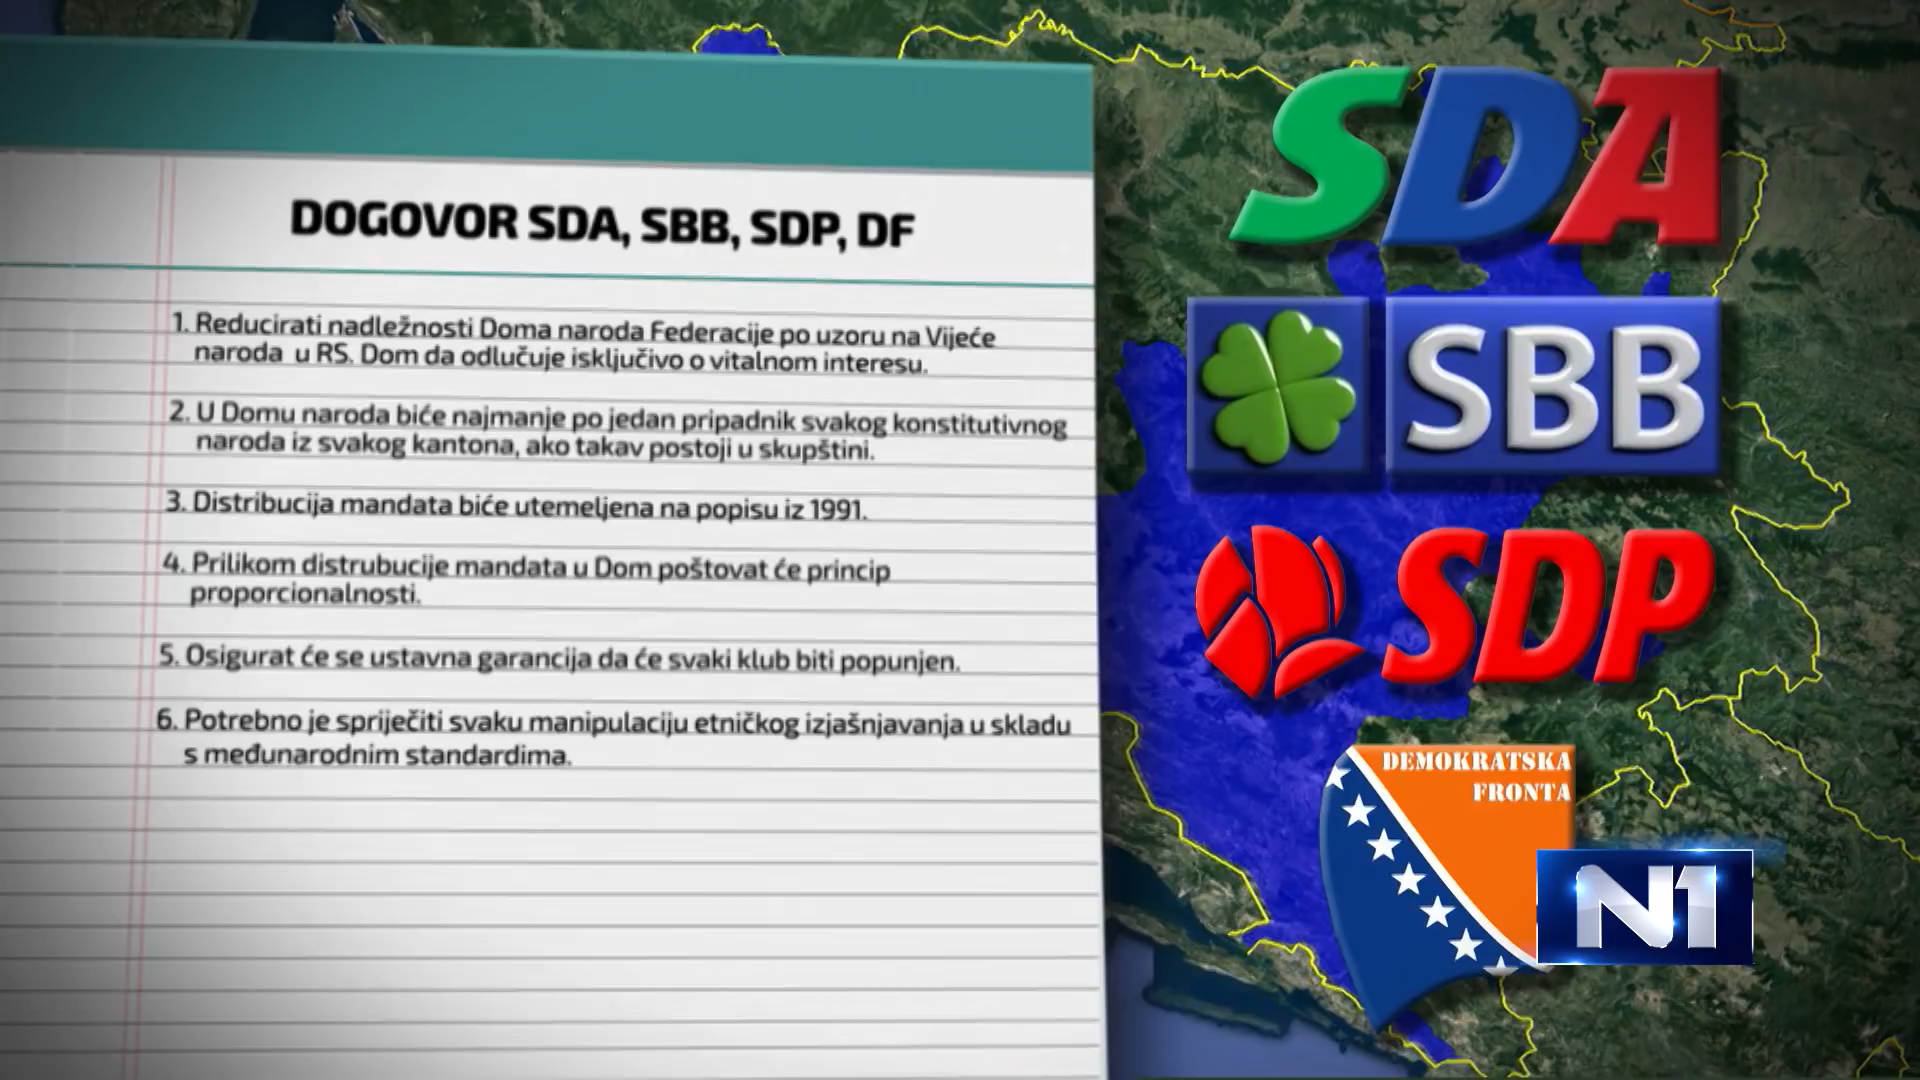 DOGOVOR SDA, SBB, SDP, DF
1. Reducirati nadležnosti Doma naroda Federacije po uzoru na Vijeće
naroda u RS. Dom da odlučuje isključivo o vitalnom interesu.
2. U Domu naroda biće najmanje po jedan pripadnik svakog konstitutivnog
naroda iz svakog kantona, ako takav postoji u skupštini.
3. Distribucija mandata biće utemeljena na popisu iz 1991.
4. Prilikom distrubucije mandata u Dom poštovat će princip
proporcionalnosti.
5. Osigurat će se ustavna garancija da će svaki klub biti popunjen.
6. Potrebno je spriječiti svaku manipulaciju etničkog izjašnjavanja u skladu
s međunarodnim standardima.
SDA
SBB
SDP
DEMOKRATSKA
FRONTA
N1